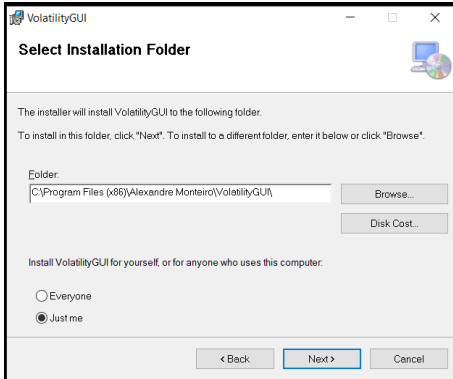 VolatilityGUI
Select Installation Folder
The installer will install VolatilityGUI to the following folder.
To install in this folder, click "Next". To install to a different folder, enter it below or click "Browse".
Folder:
C:\Program Files (x86)\Alexandre Monteiro\VolatilityGUI\
Browse...
Disk Cost...
Install VolatilityGUI for yourself, or for anyone who uses this computer:
Everyone
Just me
< Back
Next >
Cancel